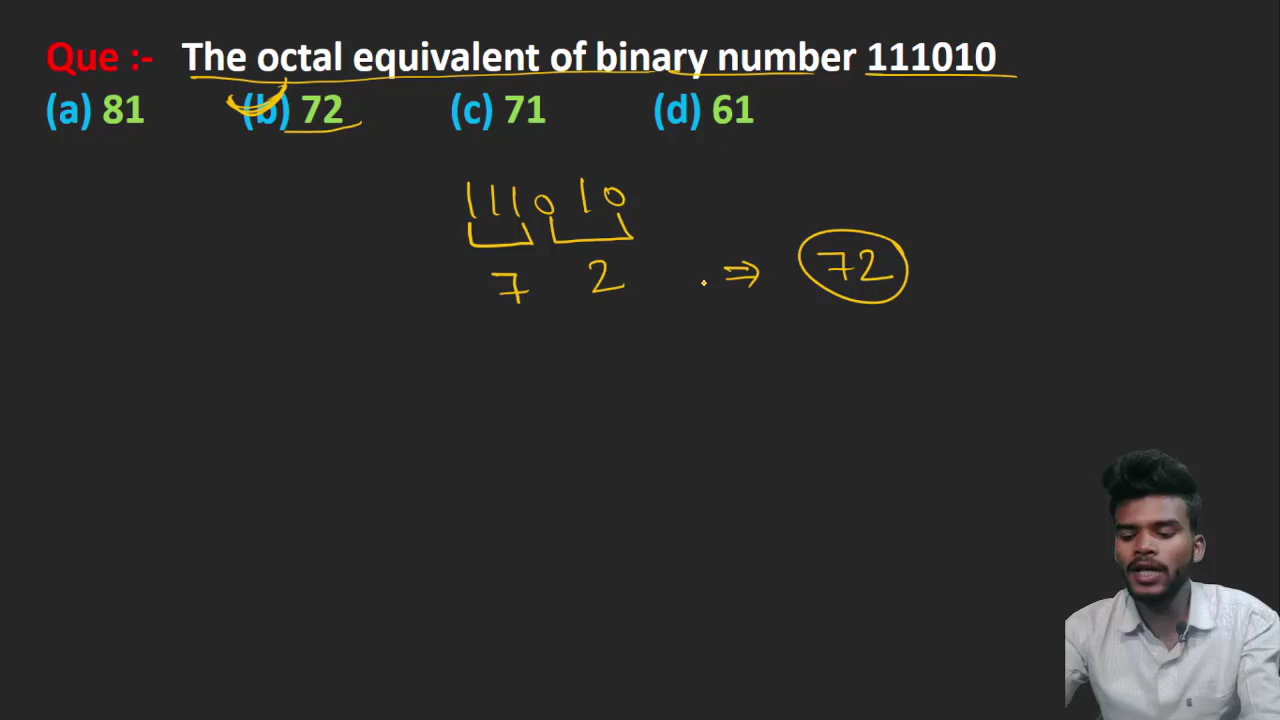 Que :- The octal equivalent of binary number 111010
(a) 81 (b) 72 (c) 71 (d) 61
111010
7 2 ⇒ 72